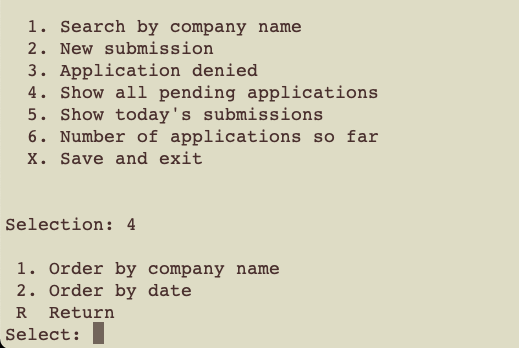 1. Search by company name
2. New submission
3. Application denied
4. Show all pending applications
5. Show today's submissions
6. Number of applications so far
X. Save and exit
Selection: 4
1. Order by company name
2. Order by date
R  Return
Select: